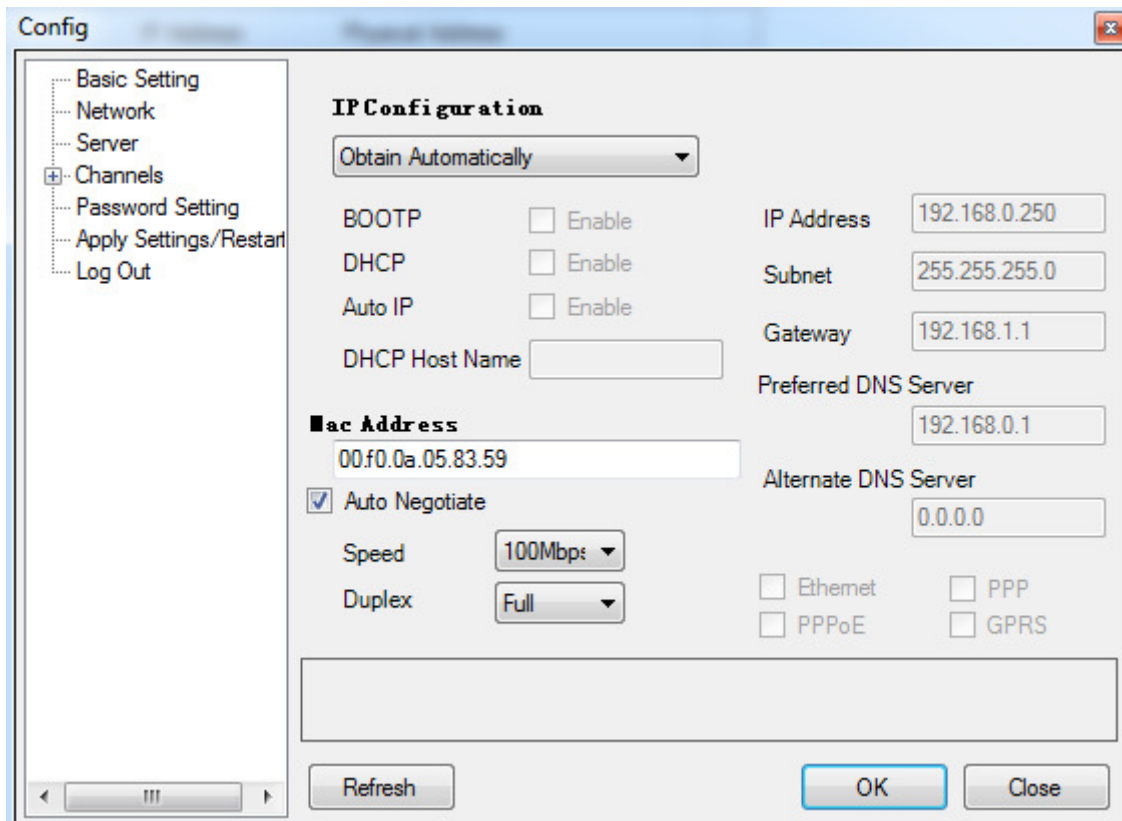 Config
Basic Setting
Network
Server
Channels
Password Setting
Apply Settings/Restart
Log Out
IP Configuration
Obtain Automatically
BOOTP Enable
DHCP Enable
Auto IP Enable
DHCP Host Name
Mac Address
00.f0.0a.05.83.59
Auto Negotiate
Speed 100Mbps
Duplex Full
IP Address 192.168.0.250
Subnet 255.255.255.0
Gateway 192.168.1.1
Preferred DNS Server
192.168.0.1
Alternate DNS Server
0.0.0.0
Ethernet PPP
PPPoE GPRS
Refresh OK Close